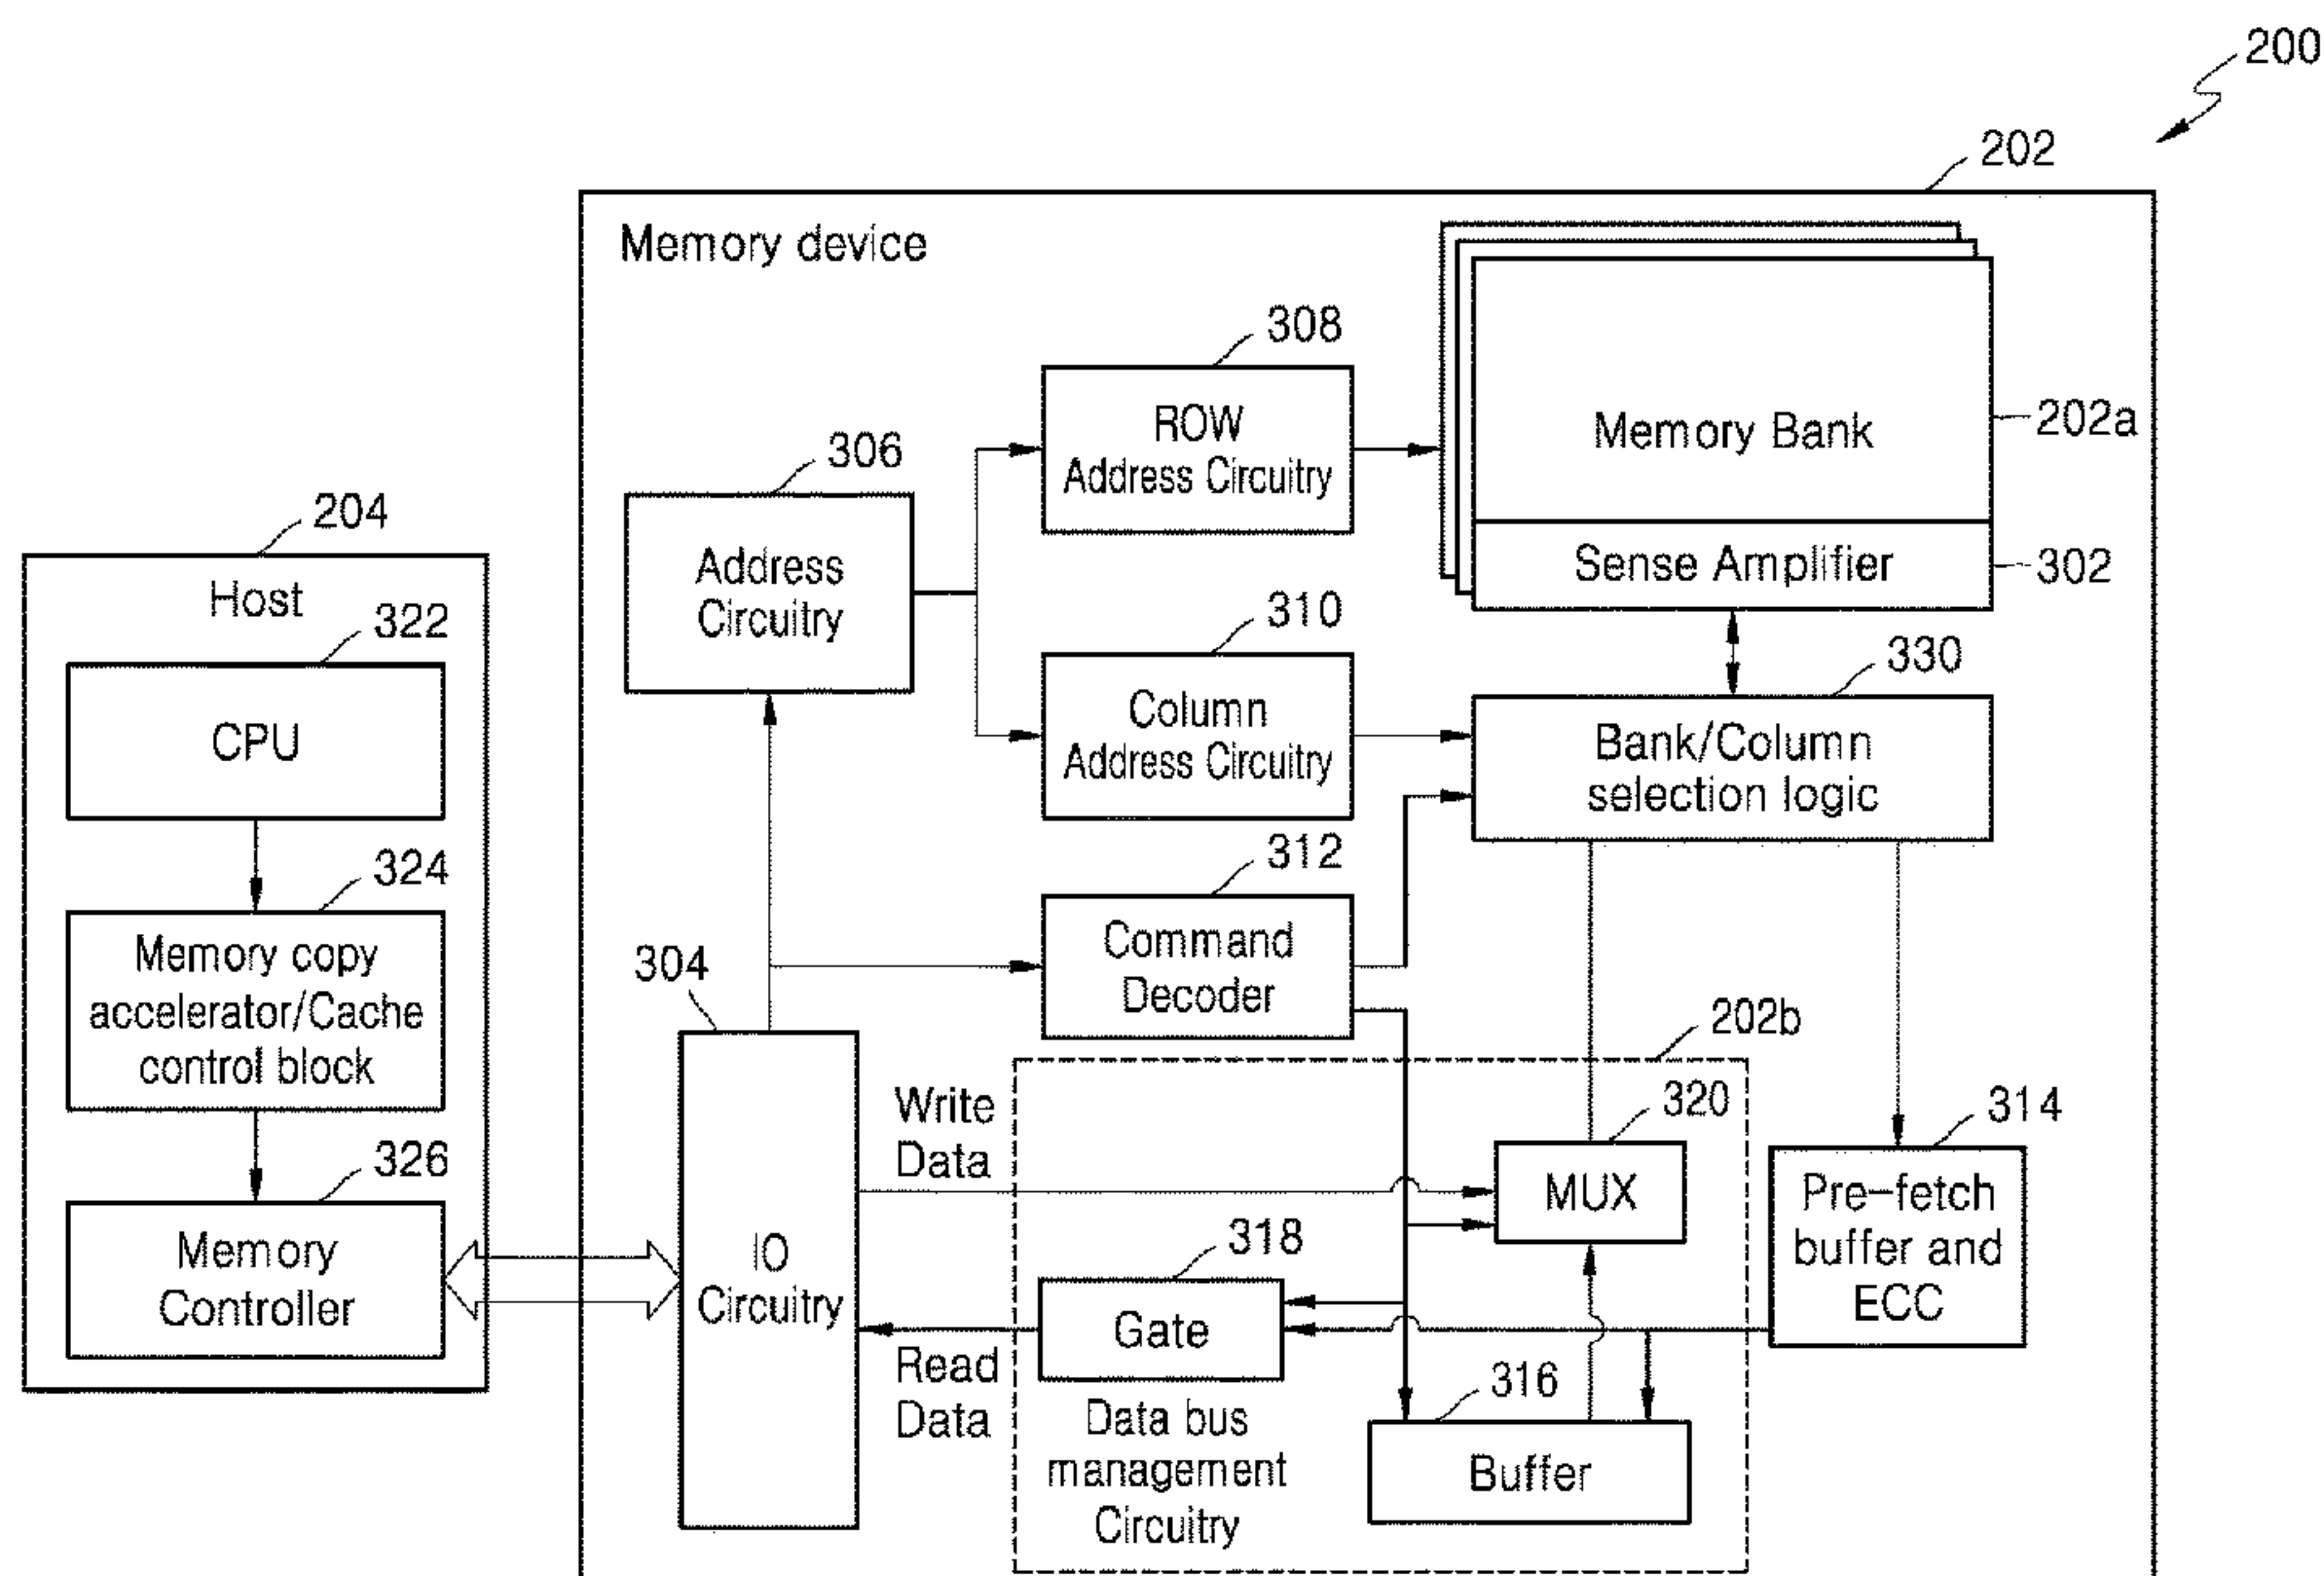 200
202
Memory device
308
ROW
Address Circuitry
Memory Bank
202a
306
Address
Circuitry
Sense Amplifier
302
204
Host
322
CPU
310
Column
Address Circuitry
330
Bank/Column
selection logic
324
Memory copy
accelerator/Cache
control block
312
Command
Decoder
304
202b
326
Memory
Controller
IO
Circuitry
Write
Data
320
MUX
314
Pre-fetch
buffer and
ECC
318
Gate
Read
Data
316
Buffer
Data bus
management
Circuitry